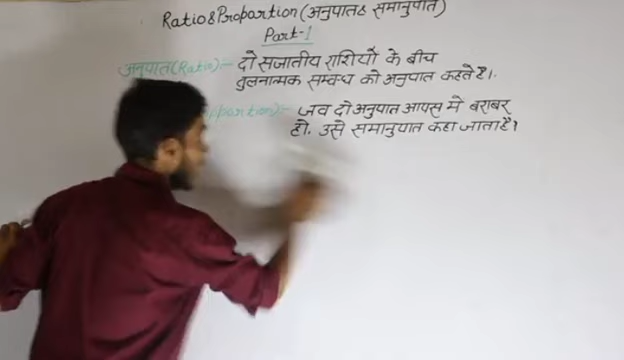 Ratio & Proportion (अनुपात & समानुपात)
Part-1
अनुपात (Ratio):- दो सजातीय राशियों के बीच
तुलनात्मक सम्बन्ध को अनुपात कहते है।
जब दो अनुपात आपस मे बराबर
हो, उसे समानुपात कहा जाता है?